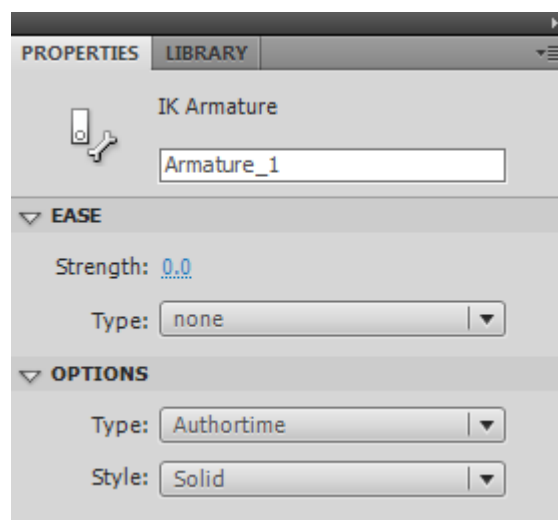 PROPERTIES LIBRARY
IK Armature
Armature_1
EASE
Strength: 0.0
Type: none
OPTIONS
Type: Authortime
Style: Solid